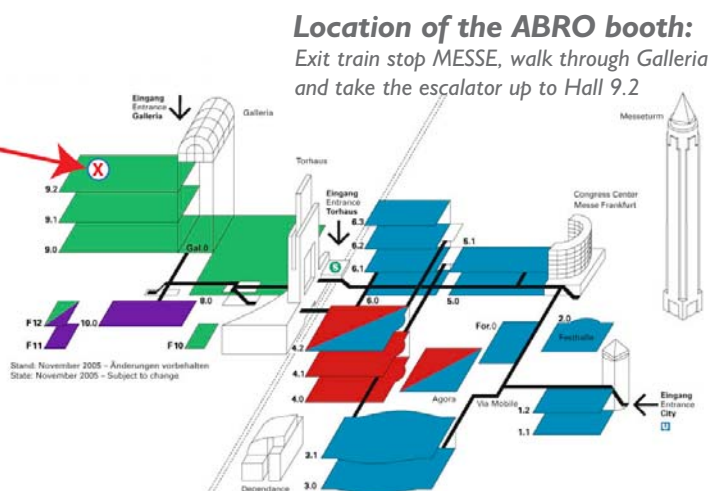 Location of the ABRO booth:
Exit train stop MESSE, walk through Galleria
and take the escalator up to Hall 9.2
Eingang
Entrance
Galleria
Galleria
Messeturm
X
Torhaus
9.2
Eingang
Entrance
Torhaus
Congress Center
Messe Frankfurt
9.1
6.3
6.2
5.1
9.0
Gal.0
S
6.1
8.0
6.0
5.0
F12
10.0
F11
F10
For.0
2.0
Festhalle
4.2
Stand: November 2005 – Änderungen vorbehalten
State: November 2005 – Subject to change
4.1
4.0
Agora
Via Mobile
Eingang
Entrance
City
U
1.2
1.1
3.1
3.0
Dependance